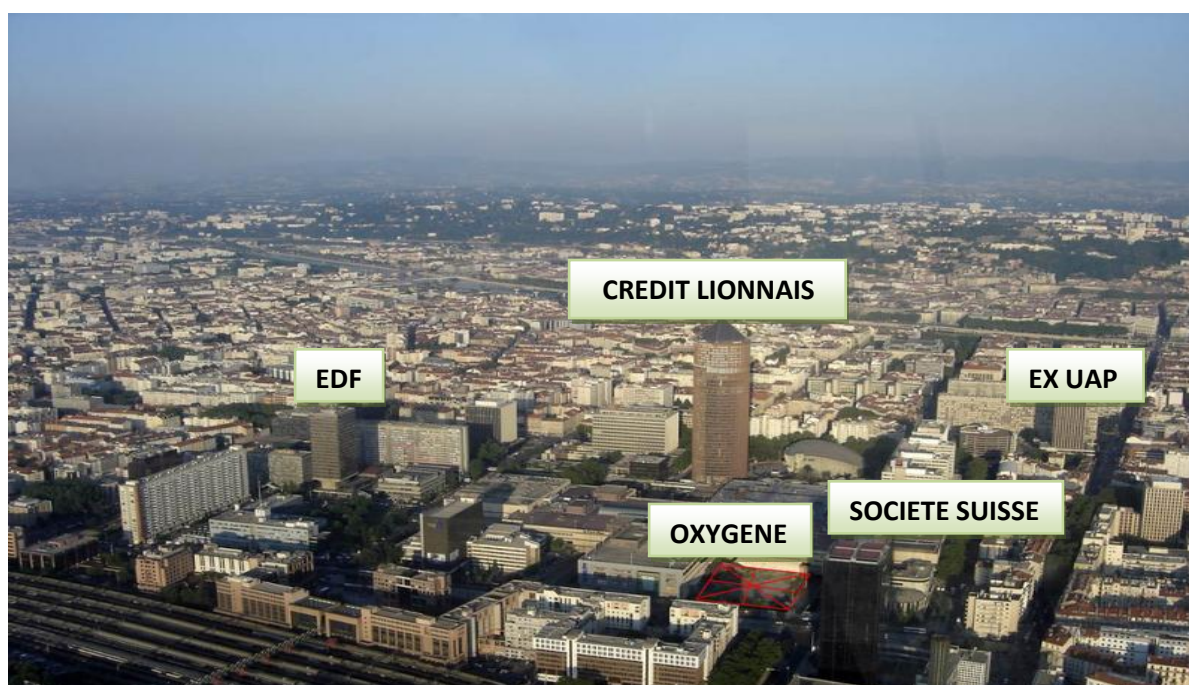 CREDIT LIONNAIS
EDF
EX UAP
SOCIETE SUISSE
OXYGENE